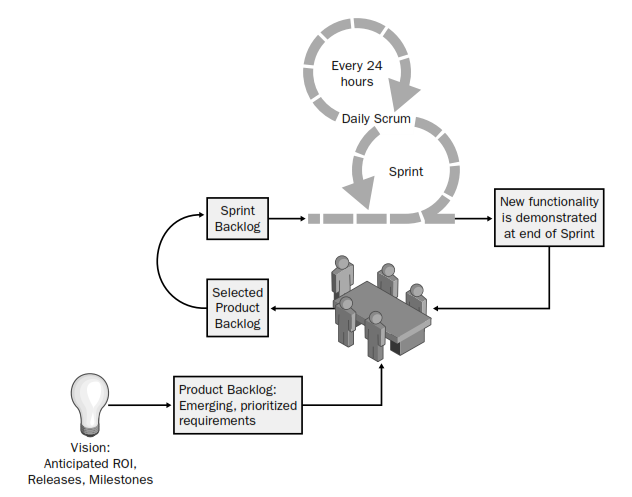 Every 24
hours
Daily Scrum
Sprint
Sprint
Backlog
New functionality
is demonstrated
at end of Sprint
Selected
Product
Backlog
Product Backlog:
Emerging, prioritized
requirements
Vision:
Anticipated ROI,
Releases, Milestones